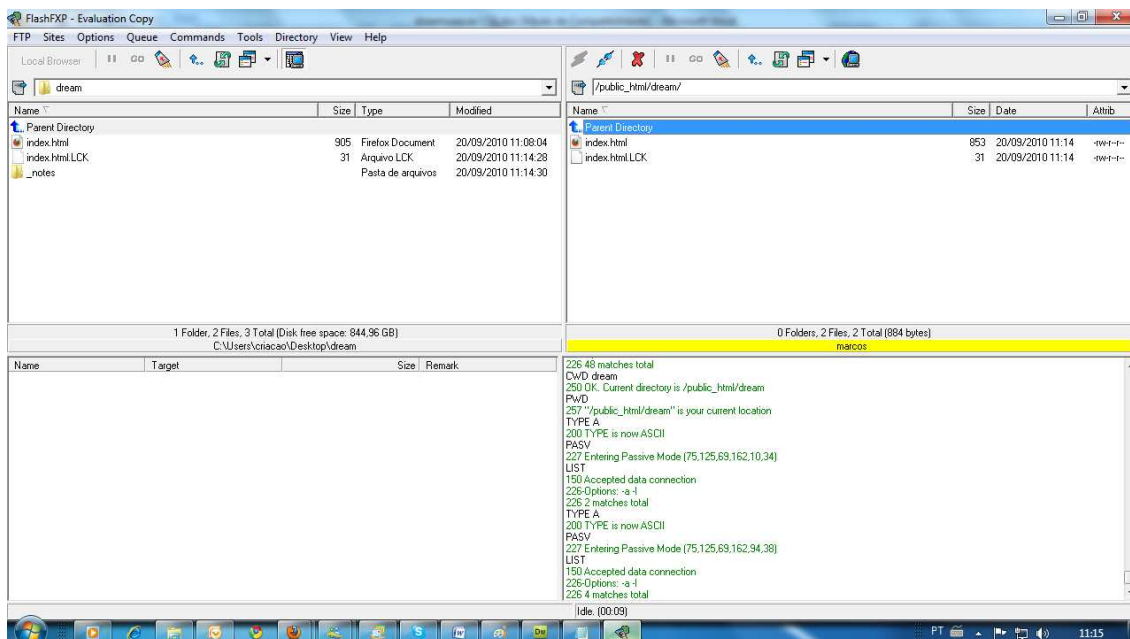 FlashFXP - Evaluation Copy
FTP Sites Options Queue Commands Tools Directory View Help
Local Browser
dream
Name Size Type Modified
Parent Directory
index.html 905 Firefox Document 20/09/2010 11:08:04
index.html.LCK 31 Arquivo LCK 20/09/2010 11:14:28
_notes Pasta de arquivos 20/09/2010 11:14:30
1 Folder, 2 Files, 3 Total (Disk free space: 844,96 GB)
C:\Users\criacao\Desktop\dream
/public_html/dream/
Name Size Date Attrib
Parent Directory
index.html 853 20/09/2010 11:14 -rw-r--r--
index.html.LCK 31 20/09/2010 11:14 -rw-r--r--
0 Folders, 2 Files, 2 Total (884 bytes)
marcos
Name Target Size Remark
226 48 matches total
CWD dream
250 OK. Current directory is /public_html/dream
PWD
257 "/public_html/dream" is your current location
TYPE A
200 TYPE is now ASCII
PASV
227 Entering Passive Mode (75,125,69,162,10,34)
LIST
150 Accepted data connection
226-Options: -a -l
226 2 matches total
TYPE A
200 TYPE is now ASCII
PASV
227 Entering Passive Mode (75,125,69,162,94,38)
LIST
150 Accepted data connection
226-Options: -a -l
226 4 matches total
Idle. (00:09)
PT 11:15